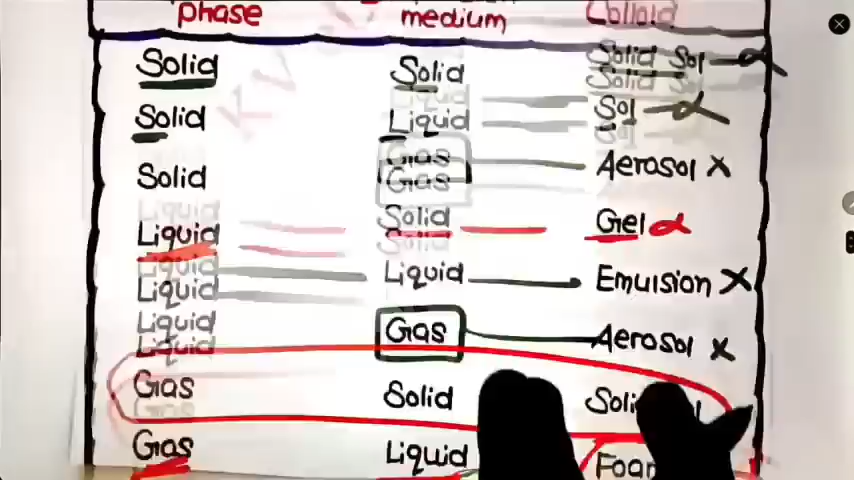 phase medium Colloid
Solid Solid Solid Sol α
Solid Liquid Sol α
Solid Gas Aerosol X
Liquid Solid Gel α
Liquid Liquid Emulsion X
Liquid Gas Aerosol X
Gas Solid
Gas Liquid